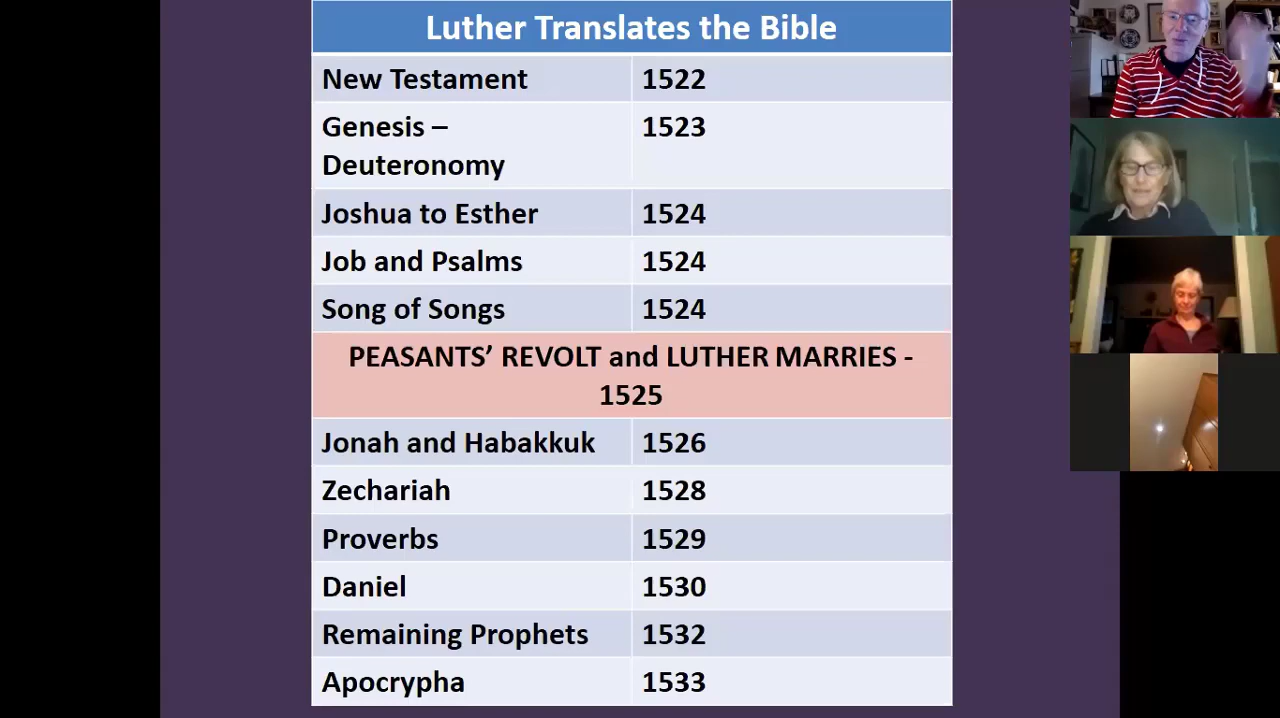 Luther Translates the Bible
New Testament 1522
Genesis – 1523
Deuteronomy
Joshua to Esther 1524
Job and Psalms 1524
Song of Songs 1524
PEASANTS’ REVOLT and LUTHER MARRIES -
1525
Jonah and Habakkuk 1526
Zechariah 1528
Proverbs 1529
Daniel 1530
Remaining Prophets 1532
Apocrypha 1533